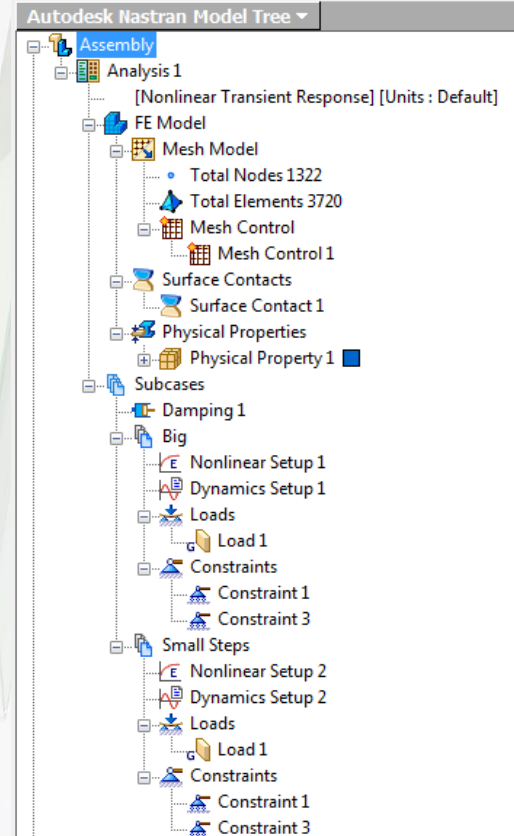 Autodesk Nastran Model Tree
Assembly
Analysis 1
[Nonlinear Transient Response] [Units : Default]
FE Model
Mesh Model
Total Nodes 1322
Total Elements 3720
Mesh Control
Mesh Control 1
Surface Contacts
Surface Contact 1
Physical Properties
Physical Property 1
Subcases
Damping 1
Big
E Nonlinear Setup 1
Dynamics Setup 1
Loads
G Load 1
Constraints
Constraint 1
Constraint 3
Small Steps
E Nonlinear Setup 2
Dynamics Setup 2
Loads
G Load 1
Constraints
Constraint 1
Constraint 3